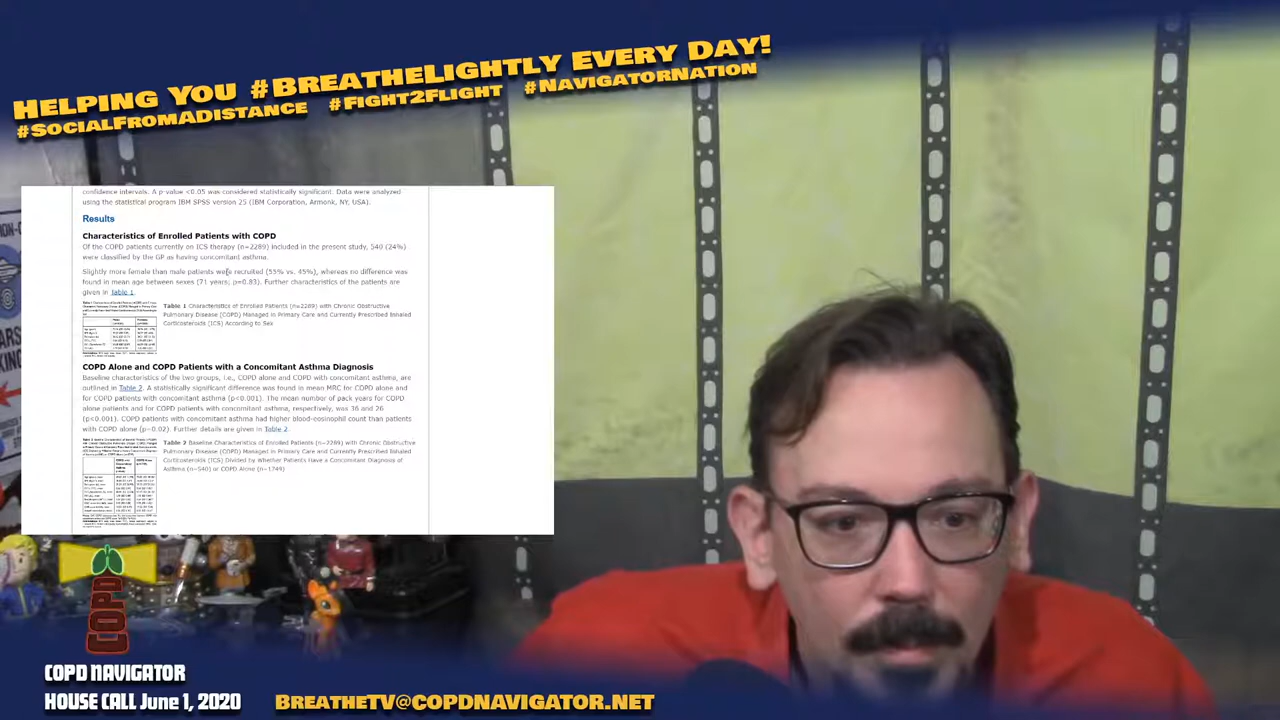 HELPING YOU #BREATHELIGHTLY EVERY DAY!
#SOCIALFROMADISTANCE #FIGHT2FLIGHT #NAVIGATORNATION
confidence intervals. A p-value <0.05 was considered statistically significant. Data were analyzed
using the statistical program IBM SPSS version 25 (IBM Corporation, Armonk, NY, USA).
Results
Characteristics of Enrolled Patients with COPD
Of the COPD patients currently on ICS therapy (n=2289) included in the present study, 540 (24%)
were classified by the GP as having concomitant asthma.
Slightly more female than male patients were recruited (55% vs. 45%), whereas no difference was
found in mean age between sexes (71 years; p=0.83). Further characteristics of the patients are
given in Table 1.
Table 1 Characteristics of Enrolled Patients (n=2289) with Chronic Obstructive
Pulmonary Disease (COPD) Managed in Primary Care and Currently Prescribed Inhaled
Corticosteroids (ICS) According to Sex
COPD Alone and COPD Patients with a Concomitant Asthma Diagnosis
Baseline characteristics of the two groups, i.e., COPD alone and COPD with concomitant asthma, are
outlined in Table 2. A statistically significant difference was found in mean MRC for COPD alone and
for COPD patients with concomitant asthma (p<0.001). The mean number of pack years for COPD
alone patients and for COPD patients with concomitant asthma, respectively, was 36 and 26
(p<0.001). COPD patients with concomitant asthma had higher blood-eosinophil count than patients
with COPD alone (p=0.02). Further details are given in Table 2.
Table 2 Baseline Characteristics of Enrolled Patients (n=2289) with Chronic Obstructive
Pulmonary Disease (COPD) Managed in Primary Care and Currently Prescribed Inhaled
Corticosteroids (ICS) Divided by Whether Patients Have a Concomitant Diagnosis of
Asthma (n=540) or COPD Alone (n=1749)
COPD
COPD NAVIGATOR
HOUSE CALL June 1, 2020
BREATHETV@COPDNAVIGATOR.NET